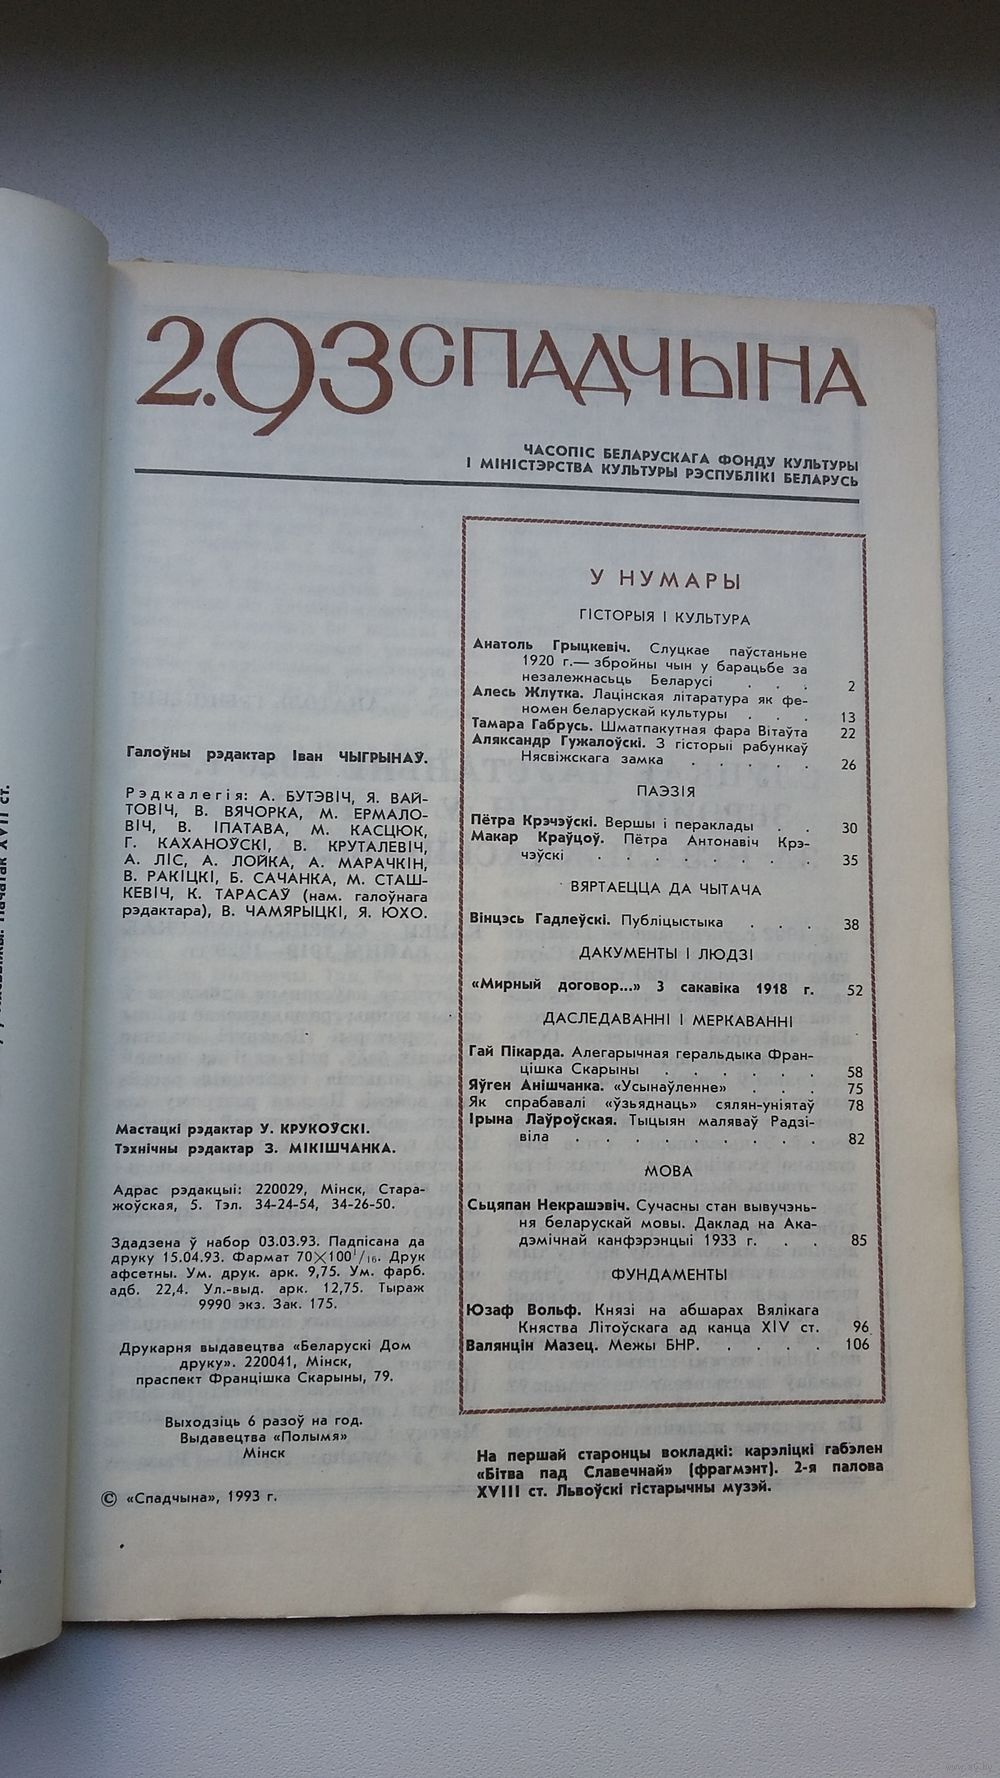 2.93 СПАДЧЫНА
ЧАСОПІС БЕЛАРУСКАГА ФОНДУ КУЛЬТУРЫ
І МІНІСТЭРСТВА КУЛЬТУРЫ РЭСПУБЛІКІ БЕЛАРУСЬ
Галоўны рэдактар Іван ЧЫГРЫНАЎ.
Рэдкалегія: А. БУТЭВІЧ, Я. ВАЙ-
ТОВІЧ, В. ВЯЧОРКА, М. ЕРМАЛО-
ВІЧ, В. ІПАТАВА, М. КАСЦЮК,
Г. КАХАНОЎСКІ, В. КРУТАЛЕВІЧ,
А. ЛІС, А. ЛОЙКА, А. МАРАЧКІН,
В. РАКІЦКІ, Б. САЧАНКА, М. СТАШ-
КЕВІЧ, К. ТАРАСАЎ (нам. галоўнага
рэдактара), В. ЧАМЯРЫЦКІ, Я. ЮХО.
Мастацкі рэдактар У. КРУКОЎСКІ.
Тэхнічны рэдактар З. МІКІШЧАНКА.
Адрас рэдакцыі: 220029, Мінск, Стара-
жоўская, 5. Тэл. 34-24-54, 34-26-50.
Здадзена ў набор 03.03.93. Падпісана да
друку 15.04.93. Фармат 70×100¹/₁₆. Друк
афсетны. Ум. друк. арк. 9,75. Ум. фарб.
адб. 22,4. Ул.-выд. арк. 12,75. Тыраж
9990 экз. Зак. 175.
Друкарня выдавецтва «Беларускі Дом
друку». 220041, Мінск,
праспект Францішка Скарыны, 79.
Выходзіць 6 разоў на год.
Выдавецтва «Полымя»
Мінск
© «Спадчына», 1993 г.
У НУМАРЫ
ГІСТОРЫЯ І КУЛЬТУРА
Анатоль Грыцкевіч. Слуцкае паўстаньне
1920 г.— збройны чын у барацьбе за
незалежнасьць Беларусі . . . 2
Алесь Жлутка. Лацінская літаратура як фе-
номен беларускай культуры . . . 13
Тамара Габрусь. Шматпакутная фара Вітаўта 22
Аляксандр Гужалоўскі. З гісторыі рабункаў
Нясвіжскага замка . . . . . 26
ПАЭЗІЯ
Пётра Крэчэўскі. Вершы і пераклады . . 30
Макар Краўцоў. Пётра Антонавіч Крэ-
чэўскі . . . . . . . 35
ВЯРТАЕЦЦА ДА ЧЫТАЧА
Вінцэсь Гадлеўскі. Публіцыстыка . . . 38
ДАКУМЕНТЫ І ЛЮДЗІ
«Мирный договор...» 3 сакавіка 1918 г. 52
ДАСЛЕДАВАННІ І МЕРКАВАННІ
Гай Пікарда. Алегарычная геральдыка Фран-
цішка Скарыны . . . . . . 58
Яўген Анішчанка. «Усынаўленне» . . . 75
Як спрабавалі «ўзьяднаць» сялян-уніятаў 78
Ірына Лаўроўская. Тыцыян маляваў Радзі-
віла . . . . . . . . 82
МОВА
Сьцяпан Некрашэвіч. Сучасны стан вывучэнь-
ня беларускай мовы. Даклад на Ака-
дэмічнай канфэрэнцыі 1933 г. . . 85
ФУНДАМЕНТЫ
Юзаф Вольф. Князі на абшарах Вялікага
Княства Літоўскага ад канца XIV ст. 96
Валянцін Мазец. Межы БНР. . . . . 106
На першай старонцы вокладкі: карэліцкі габэлен
«Бітва пад Славечнай» (фрагмэнт). 2-я палова
XVIII ст. Львоўскі гістарычны музэй.